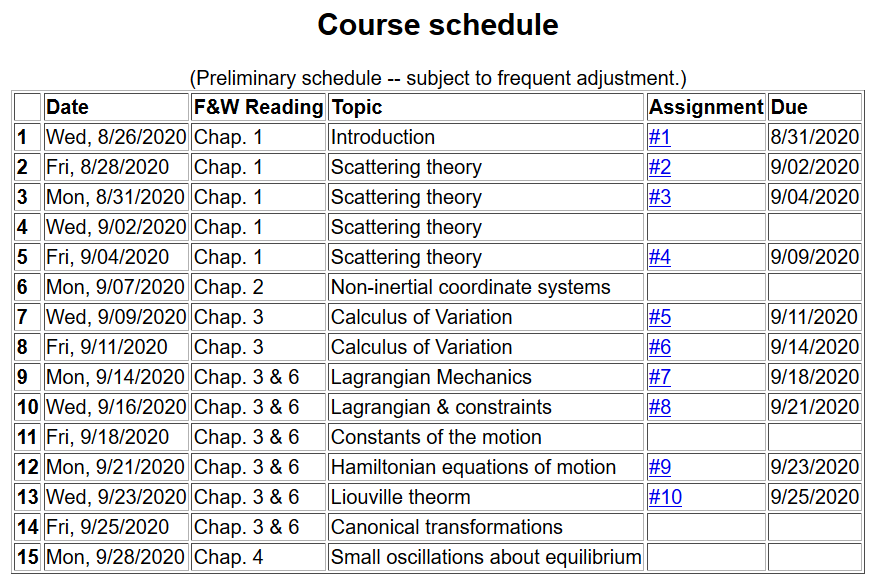 Course schedule
(Preliminary schedule -- subject to frequent adjustment.)
Date F&W Reading Topic Assignment Due
1 Wed, 8/26/2020 Chap. 1 Introduction #1 8/31/2020
2 Fri, 8/28/2020 Chap. 1 Scattering theory #2 9/02/2020
3 Mon, 8/31/2020 Chap. 1 Scattering theory #3 9/04/2020
4 Wed, 9/02/2020 Chap. 1 Scattering theory
5 Fri, 9/04/2020 Chap. 1 Scattering theory #4 9/09/2020
6 Mon, 9/07/2020 Chap. 2 Non-inertial coordinate systems
7 Wed, 9/09/2020 Chap. 3 Calculus of Variation #5 9/11/2020
8 Fri, 9/11/2020 Chap. 3 Calculus of Variation #6 9/14/2020
9 Mon, 9/14/2020 Chap. 3 & 6 Lagrangian Mechanics #7 9/18/2020
10 Wed, 9/16/2020 Chap. 3 & 6 Lagrangian & constraints #8 9/21/2020
11 Fri, 9/18/2020 Chap. 3 & 6 Constants of the motion
12 Mon, 9/21/2020 Chap. 3 & 6 Hamiltonian equations of motion #9 9/23/2020
13 Wed, 9/23/2020 Chap. 3 & 6 Liouville theorm #10 9/25/2020
14 Fri, 9/25/2020 Chap. 3 & 6 Canonical transformations
15 Mon, 9/28/2020 Chap. 4 Small oscillations about equilibrium